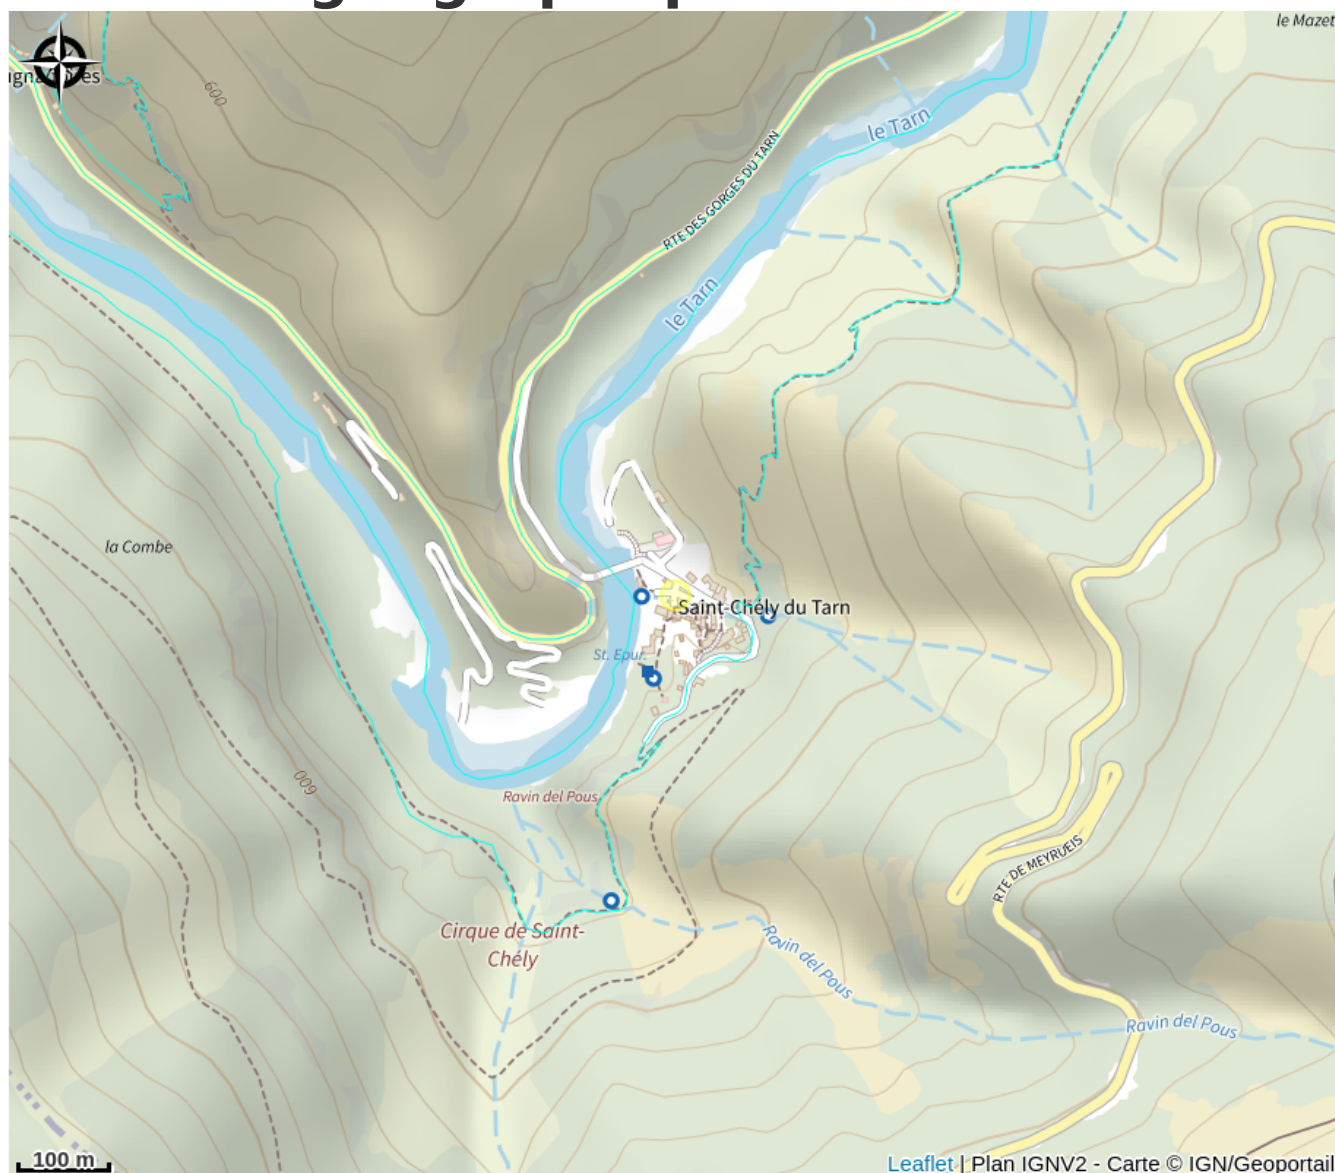 le Mazet
600
le Tarn
RTE DES GORGES DU TARN
le Tarn
la Combe
Saint-Chély du Tarn
St. Epur.
600
Ravin del Pous
RTE DE MEYRUEIS
Cirque de Saint-
Chély
Ravin del Pous
Ravin del Pous
100 m
Leaflet | Plan IGNV2 - Carte © IGN/Geoportail